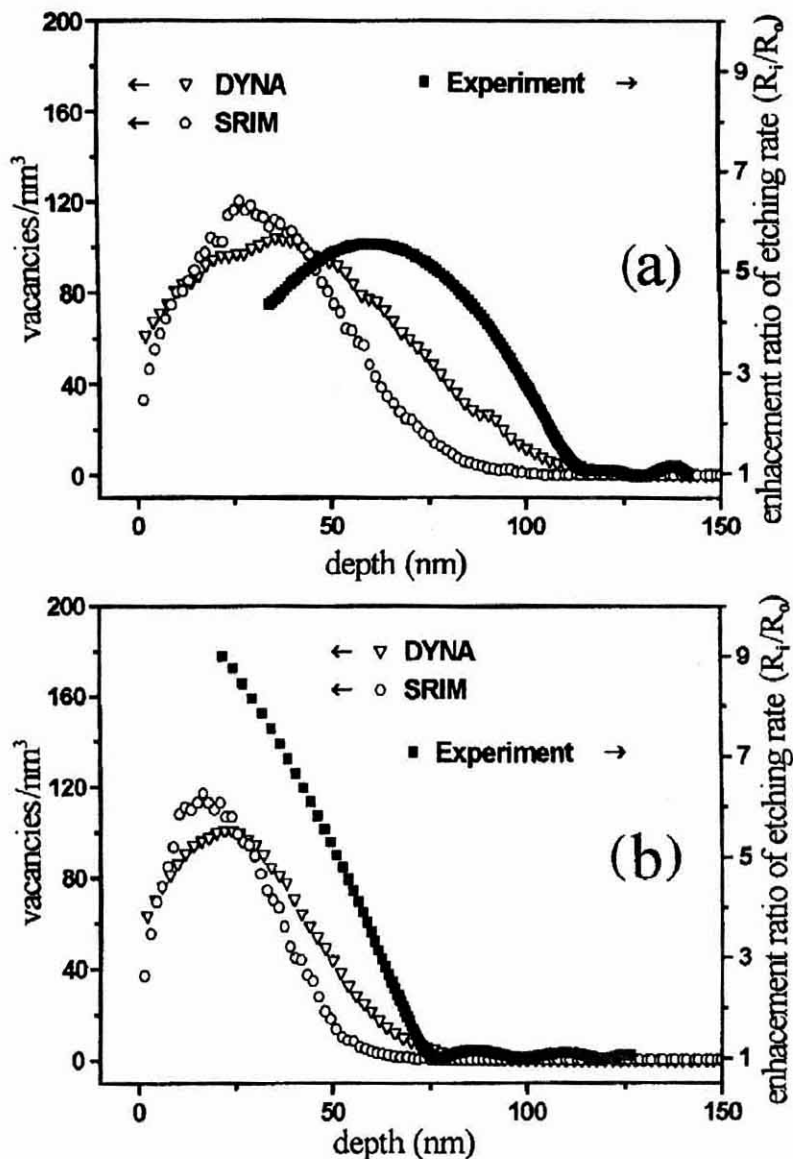 200
160
120
80
40
0
vacancies/nm³
← ▽ DYNA
← ○ SRIM
■ Experiment →
(a)
9
7
5
3
1
enhacement ratio of etching rate (Rᵢ/Rₒ)
0
50
100
150
depth (nm)
200
160
120
80
40
0
vacancies/nm³
← ▽ DYNA
← ○ SRIM
■ Experiment →
(b)
9
7
5
3
1
enhacement ratio of etching rate (Rᵢ/Rₒ)
0
50
100
150
depth (nm)